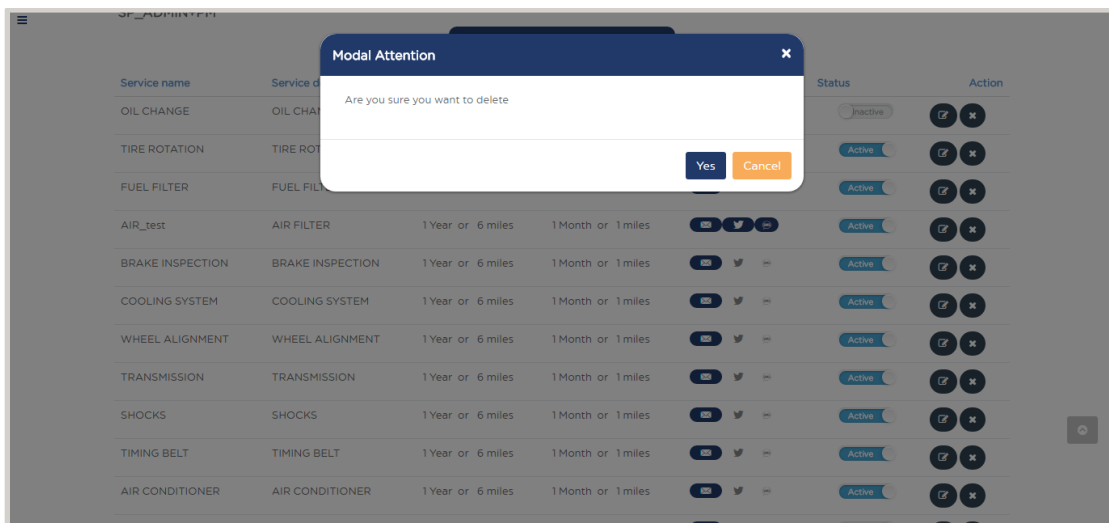 SP_ADMIN+PM
Modal Attention
Service name Service d Status Action
Are you sure you want to delete
OIL CHANGE OIL CHAN Inactive
TIRE ROTATION TIRE ROT Active
Yes Cancel
FUEL FILTER FUEL FILT Active
AIR_test AIR FILTER 1 Year or 6 miles 1 Month or 1 miles Active
BRAKE INSPECTION BRAKE INSPECTION 1 Year or 6 miles 1 Month or 1 miles Active
COOLING SYSTEM COOLING SYSTEM 1 Year or 6 miles 1 Month or 1 miles Active
WHEEL ALIGNMENT WHEEL ALIGNMENT 1 Year or 6 miles 1 Month or 1 miles Active
TRANSMISSION TRANSMISSION 1 Year or 6 miles 1 Month or 1 miles Active
SHOCKS SHOCKS 1 Year or 6 miles 1 Month or 1 miles Active
TIMING BELT TIMING BELT 1 Year or 6 miles 1 Month or 1 miles Active
AIR CONDITIONER AIR CONDITIONER 1 Year or 6 miles 1 Month or 1 miles Active